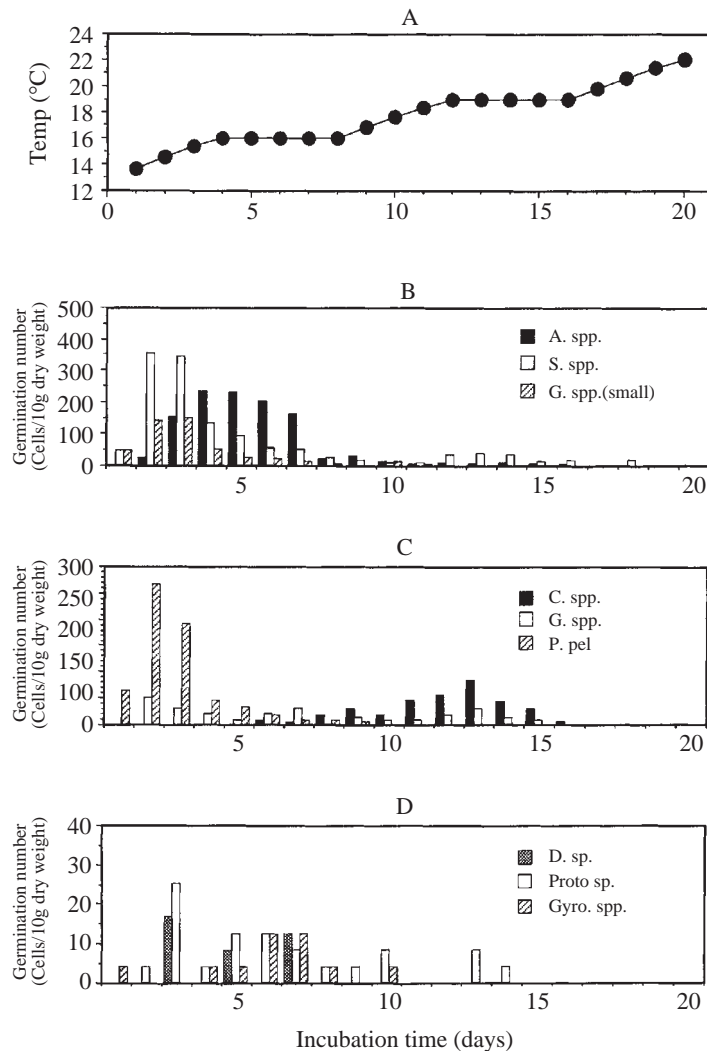 A
Temp (°C)
24
22
20
18
16
14
12
0 5 10 15 20
B
Germination number
(Cells/10g dry weight)
500
400
300
200
100
0
A. spp.
S. spp.
G. spp.(small)
5 10 15 20
C
Germination number
(Cells/10g dry weight)
300
250
200
150
100
0
C. spp.
G. spp.
P. pel
5 10 15 20
D
Germination number
(Cells/10g dry weight)
40
30
20
10
0
D. sp.
Proto sp.
Gyro. spp.
5 10 15 20
Incubation time (days)